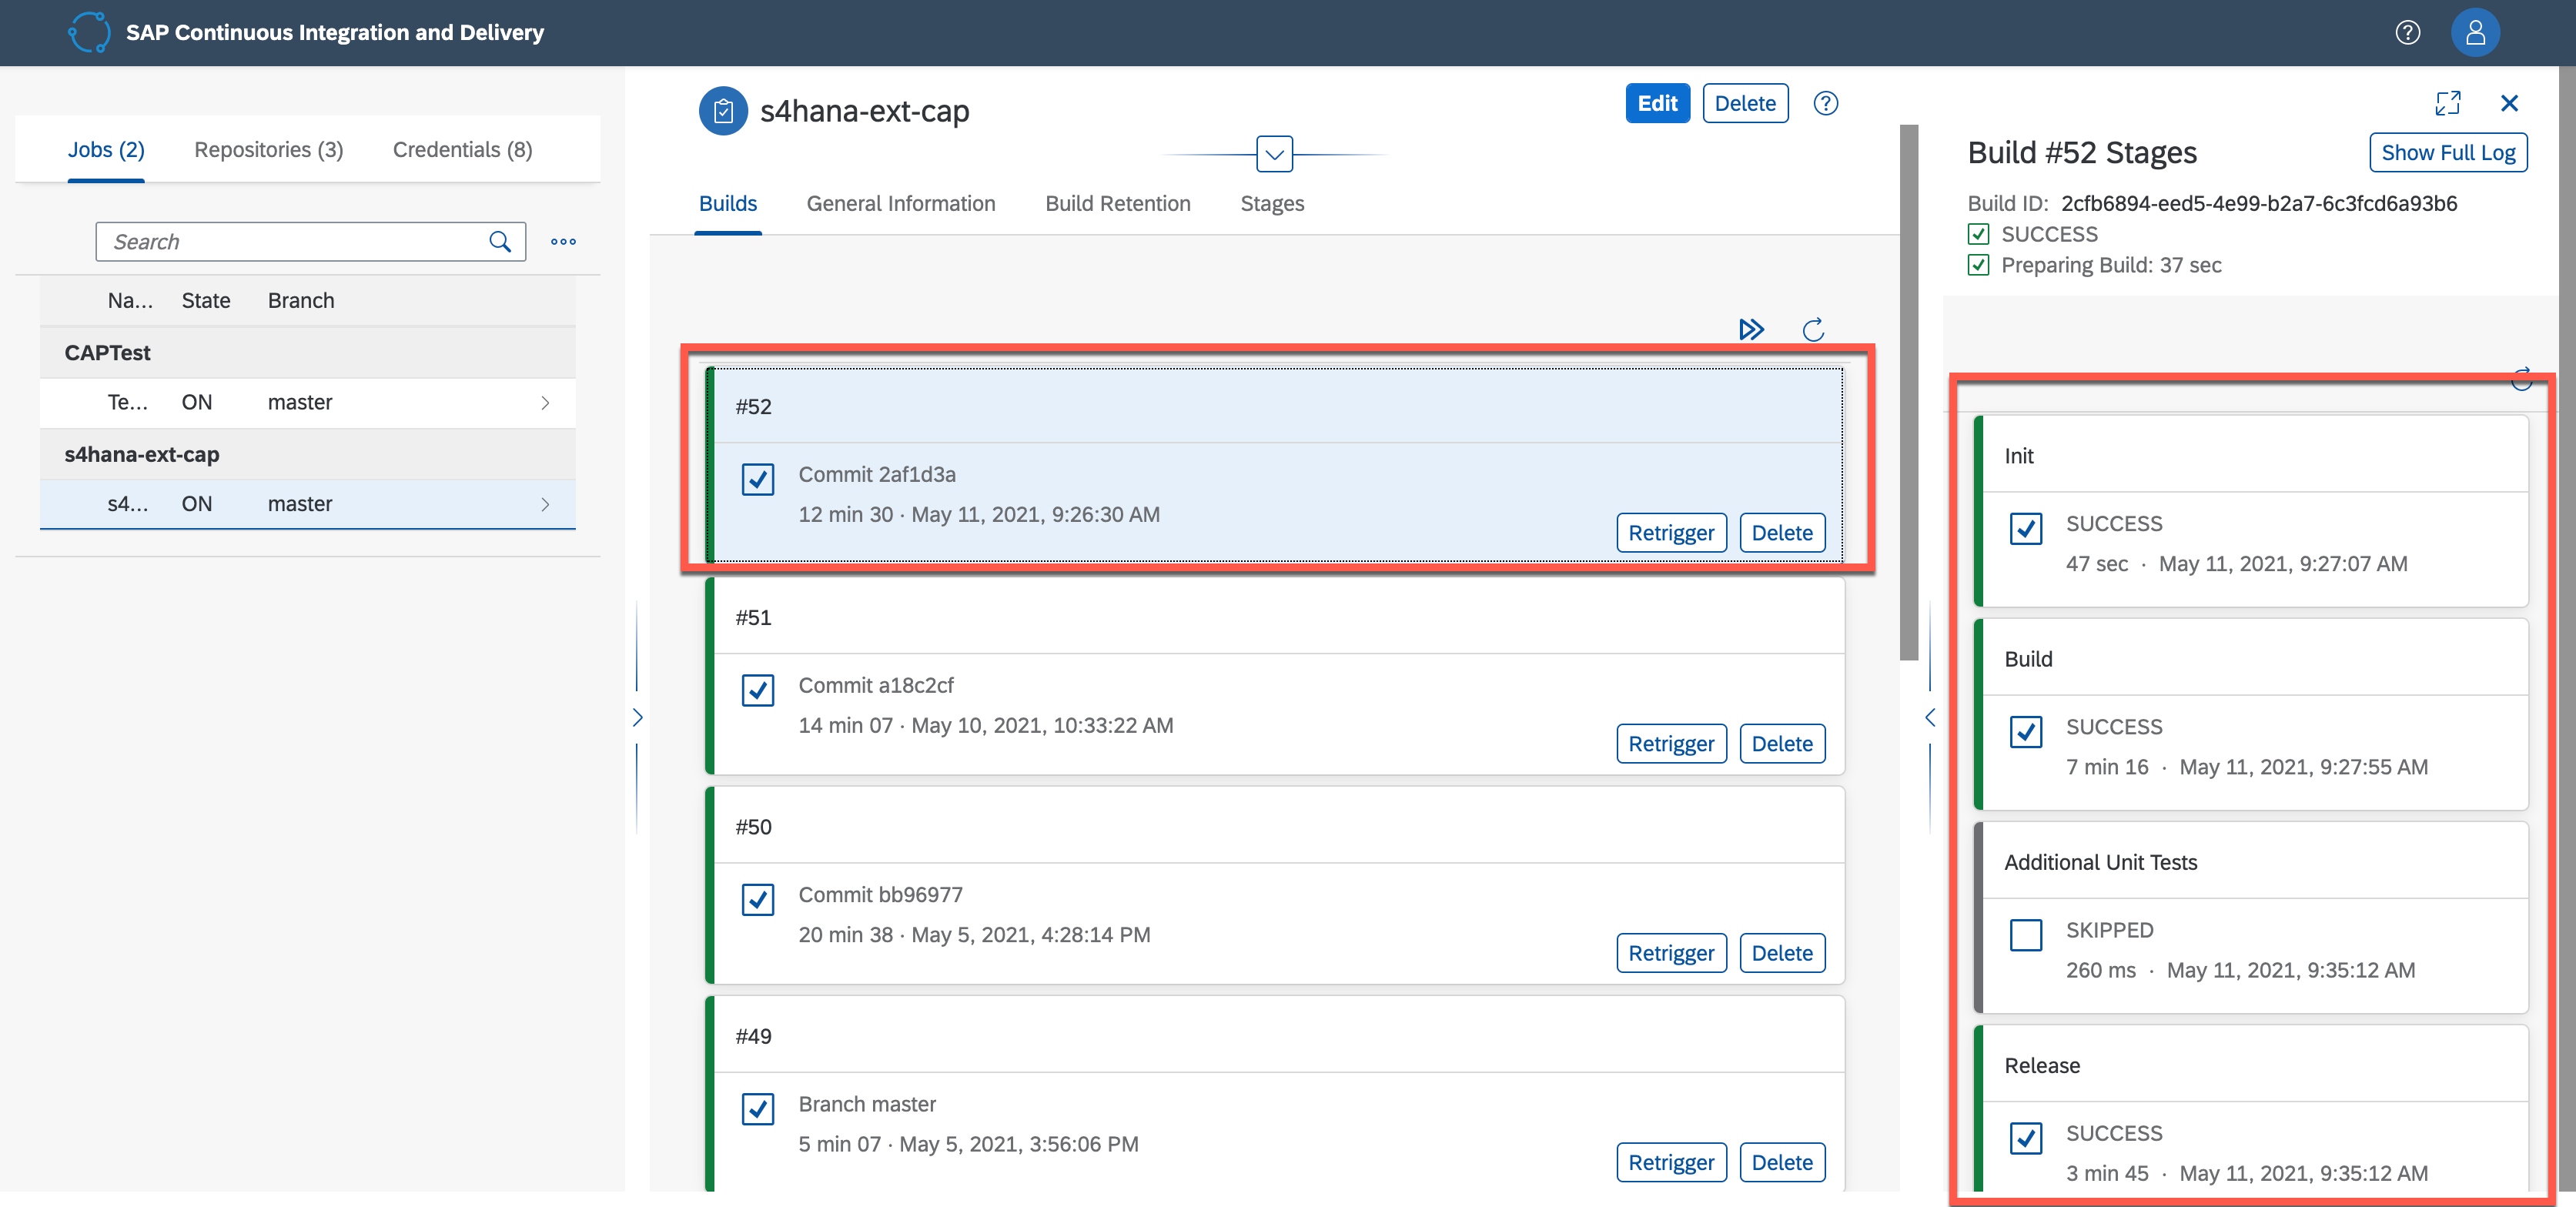 SAP Continuous Integration and Delivery
Jobs (2) Repositories (3) Credentials (8)
Search
Na... State Branch
CAPTest
Te... ON master
s4hana-ext-cap
s4... ON master
s4hana-ext-cap
Edit Delete
Builds General Information Build Retention Stages
#52
Commit 2af1d3a
12 min 30 · May 11, 2021, 9:26:30 AM
Retrigger Delete
#51
Commit a18c2cf
14 min 07 · May 10, 2021, 10:33:22 AM
Retrigger Delete
#50
Commit bb96977
20 min 38 · May 5, 2021, 4:28:14 PM
Retrigger Delete
#49
Branch master
5 min 07 · May 5, 2021, 3:56:06 PM
Retrigger Delete
Build #52 Stages
Show Full Log
Build ID: 2cfb6894-eed5-4e99-b2a7-6c3fcd6a93b6
SUCCESS
Preparing Build: 37 sec
Init
SUCCESS
47 sec · May 11, 2021, 9:27:07 AM
Build
SUCCESS
7 min 16 · May 11, 2021, 9:27:55 AM
Additional Unit Tests
SKIPPED
260 ms · May 11, 2021, 9:35:12 AM
Release
SUCCESS
3 min 45 · May 11, 2021, 9:35:12 AM